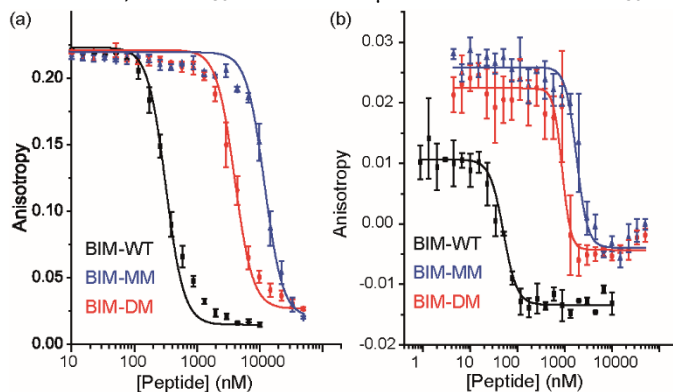 (a)
(b)
0.20
0.15
0.10
0.05
0.00
Anisotropy
BIM-WT
BIM-MM
BIM-DM
10 100 1000 10000
[Peptide] (nM)
0.03
0.02
0.01
0.00
-0.01
-0.02
Anisotropy
BIM-WT
BIM-MM
BIM-DM
1 10 100 1000 10000
[Peptide] (nM)